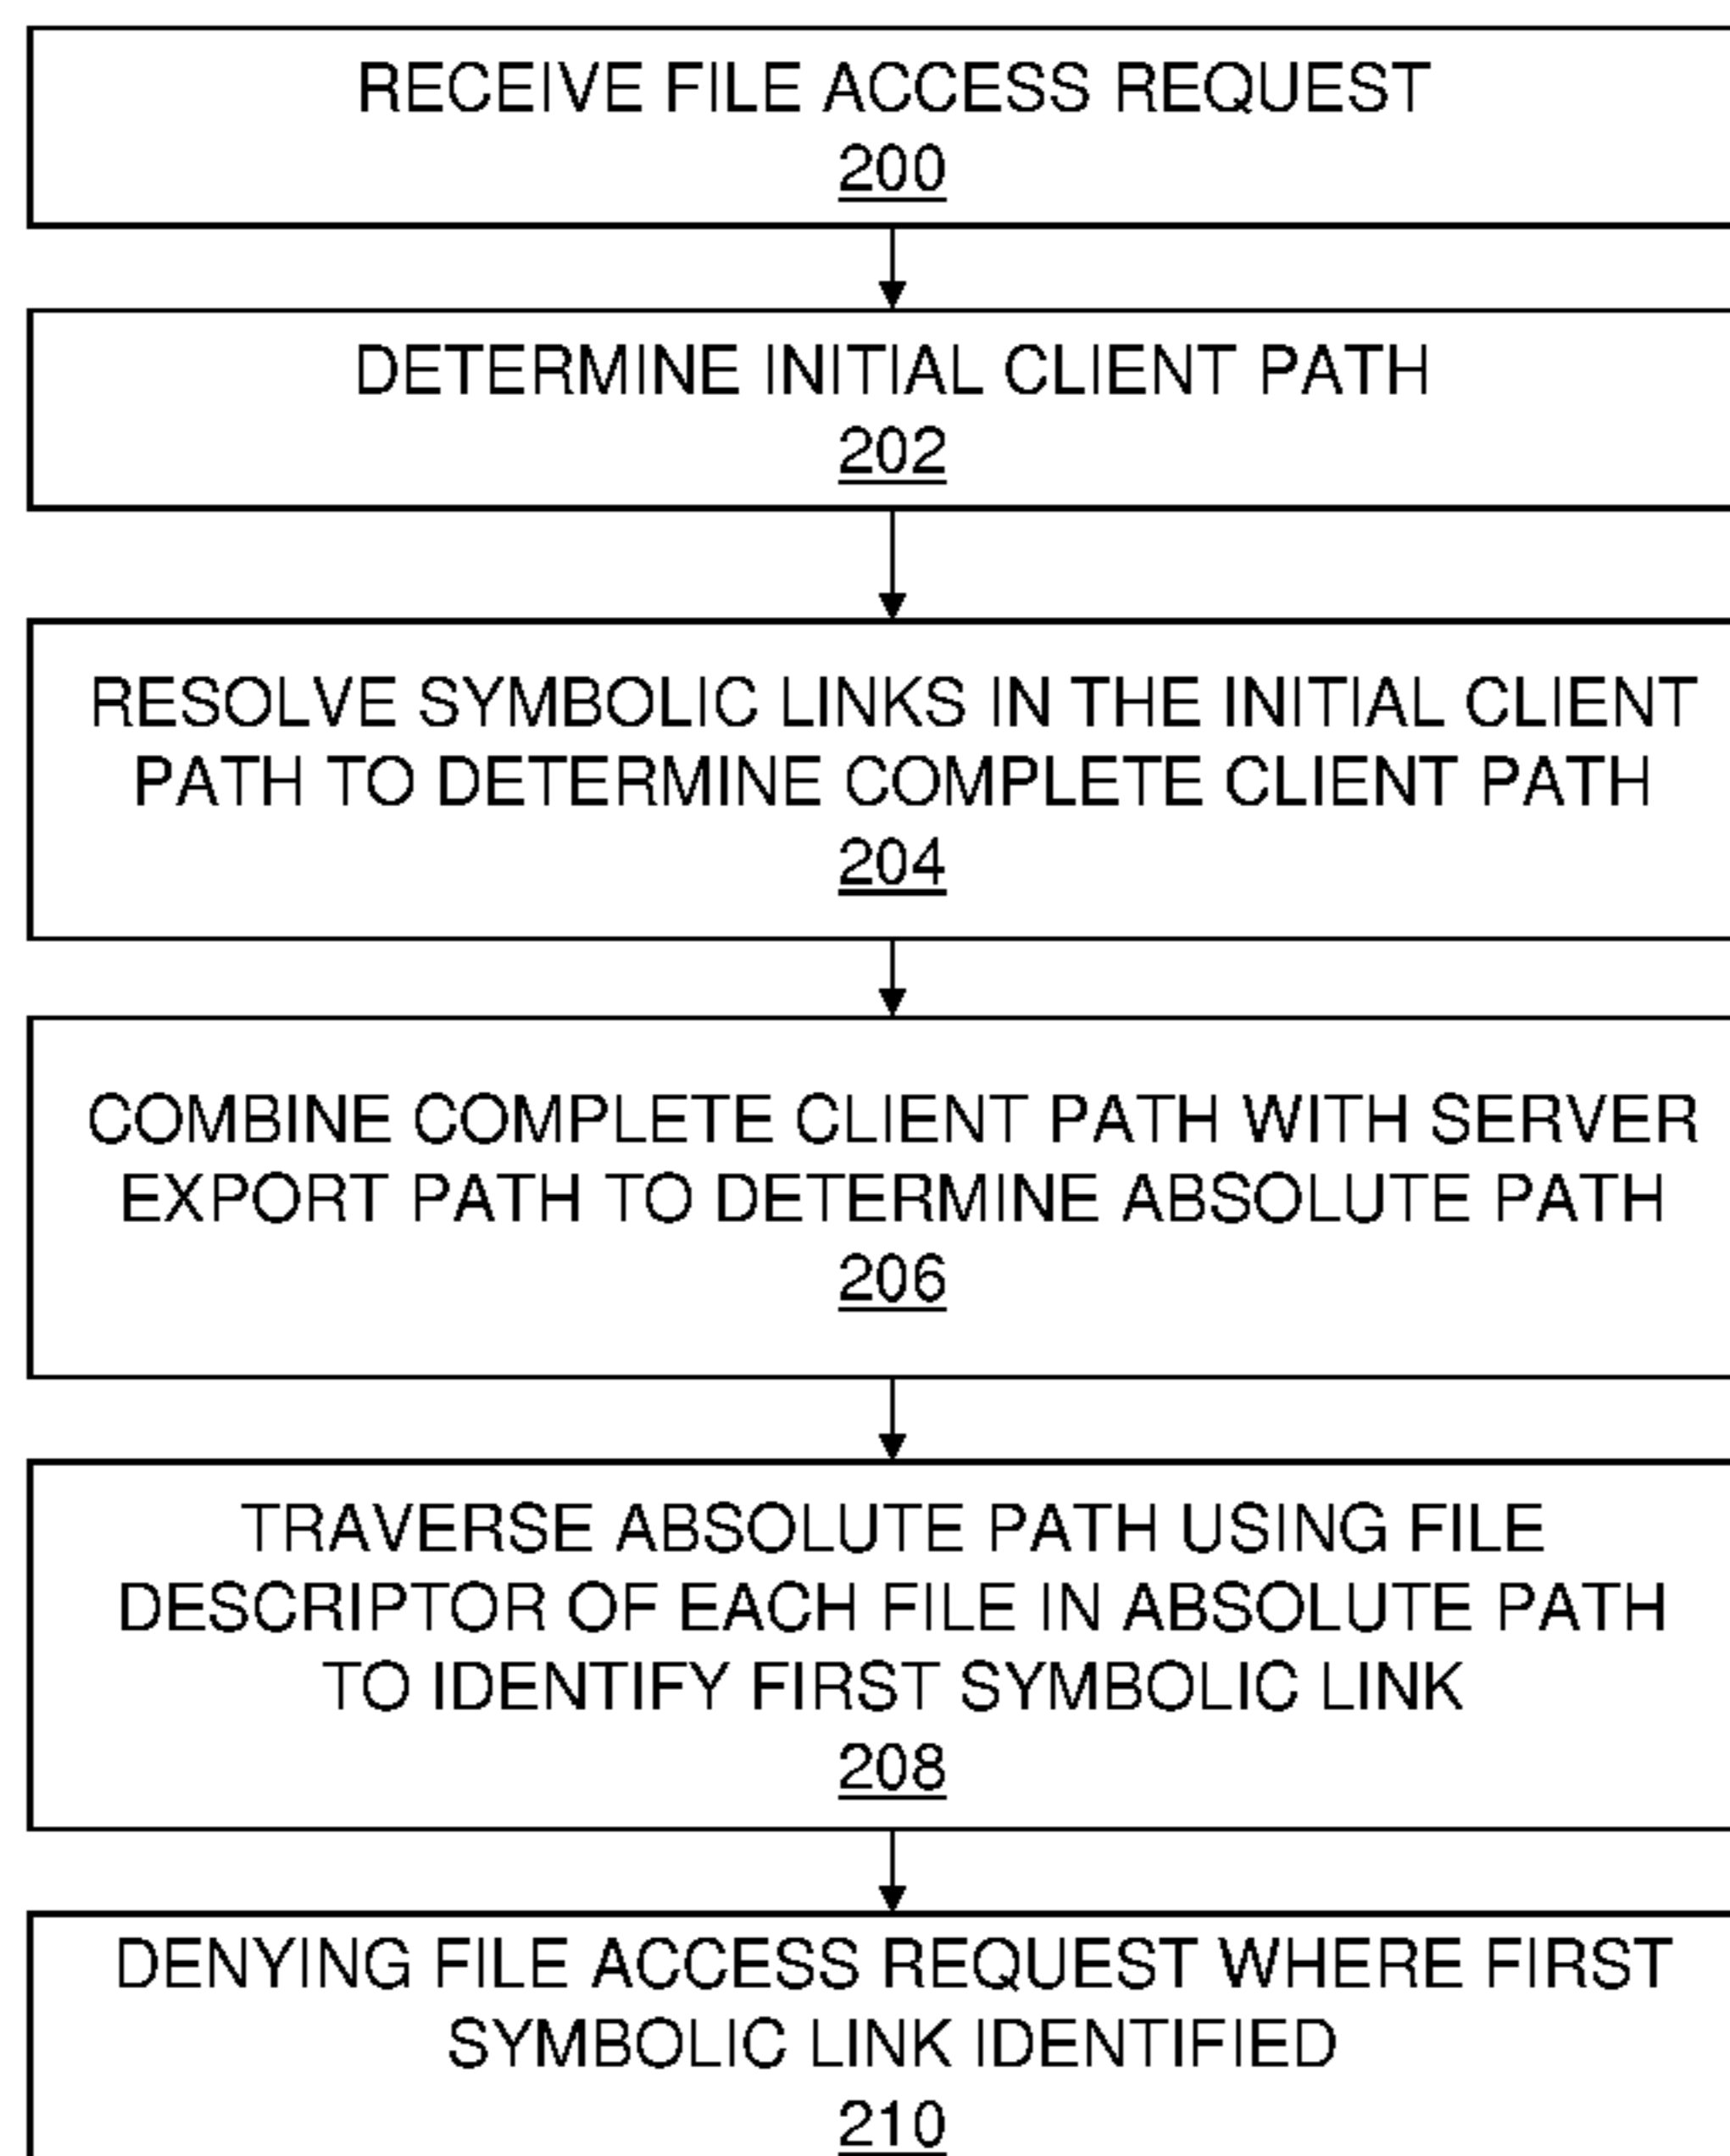 RECEIVE FILE ACCESS REQUEST
200
DETERMINE INITIAL CLIENT PATH
202
RESOLVE SYMBOLIC LINKS IN THE INITIAL CLIENT
PATH TO DETERMINE COMPLETE CLIENT PATH
204
COMBINE COMPLETE CLIENT PATH WITH SERVER
EXPORT PATH TO DETERMINE ABSOLUTE PATH
206
TRAVERSE ABSOLUTE PATH USING FILE
DESCRIPTOR OF EACH FILE IN ABSOLUTE PATH
TO IDENTIFY FIRST SYMBOLIC LINK
208
DENYING FILE ACCESS REQUEST WHERE FIRST
SYMBOLIC LINK IDENTIFIED
210